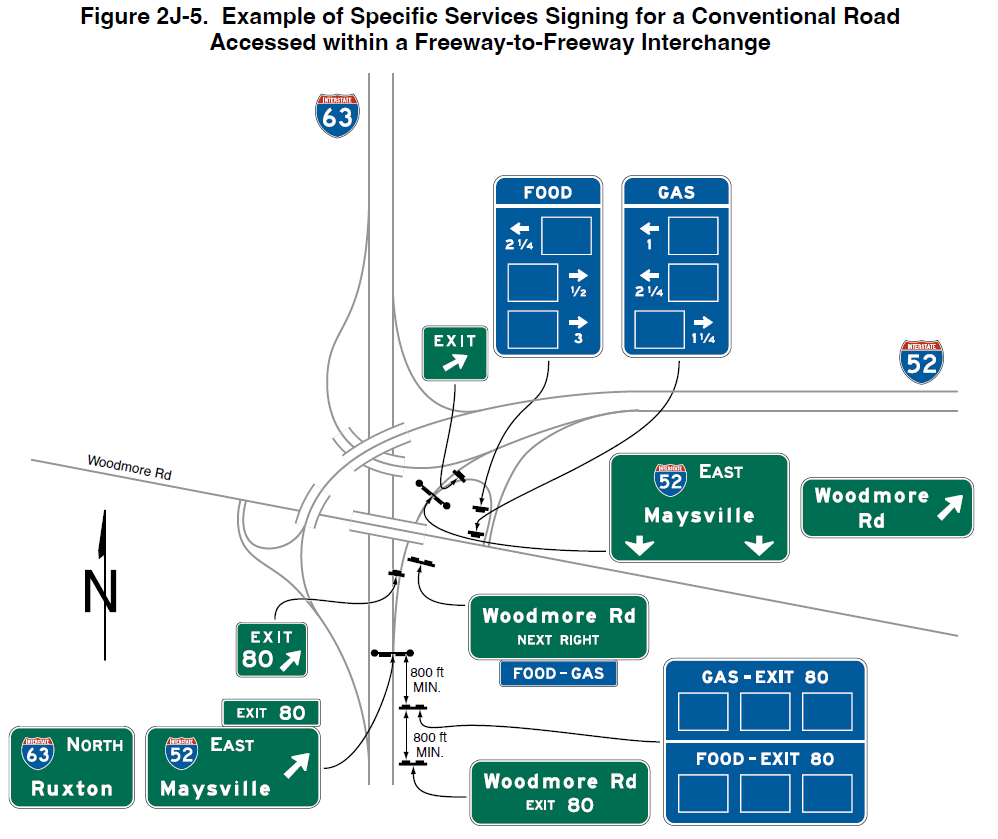 Figure 2J-5. Example of Specific Services Signing for a Conventional Road
Accessed within a Freeway-to-Freeway Interchange
INTERSTATE
63
FOOD
2 1/4
1/2
3
GAS
1
2 1/4
1 1/4
EXIT
INTERSTATE
52
Woodmore Rd
INTERSTATE
52
EAST
Maysville
Woodmore
Rd
N
EXIT
80
Woodmore Rd
NEXT RIGHT
FOOD - GAS
800 ft
MIN.
800 ft
MIN.
GAS - EXIT 80
FOOD - EXIT 80
EXIT 80
INTERSTATE
63
NORTH
Ruxton
INTERSTATE
52
EAST
Maysville
Woodmore Rd
EXIT 80